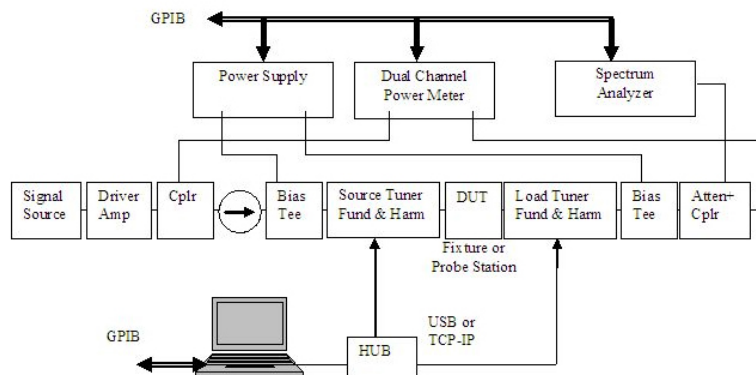 GPIB
Power Supply
Dual Channel
Power Meter
Spectrum
Analyzer
Signal
Source
Driver
Amp
Cplr
Bias
Tee
Source Tuner
Fund & Harm
DUT
Load Tuner
Fund & Harm
Bias
Tee
Atten+
Cplr
Fixture or
Probe Station
GPIB
HUB
USB or
TCP-IP